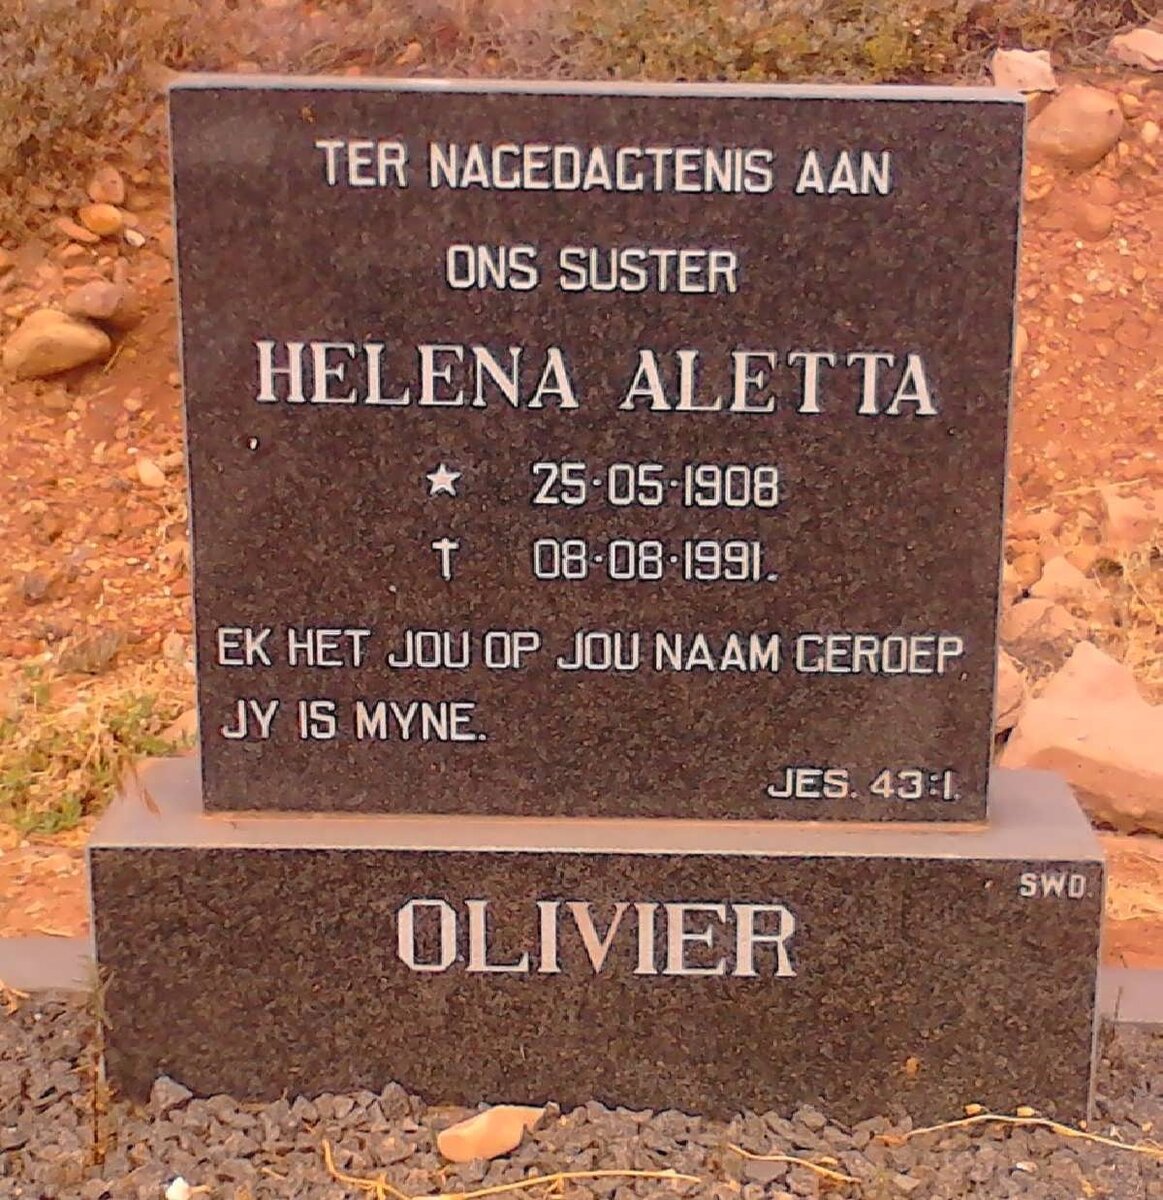 TER NAGEDAGTENIS AAN
ONS SUSTER
HELENA ALETTA
★ 25·05·1908
† 08·08·1991.
EK HET JOU OP JOU NAAM GEROEP
JY IS MYNE.
JES. 43:1.
SWD.
OLIVIER